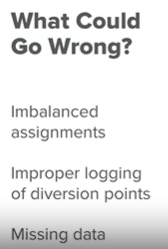 What Could
Go Wrong?
Imbalanced
assignments
Improper logging
of diversion points
Missing data